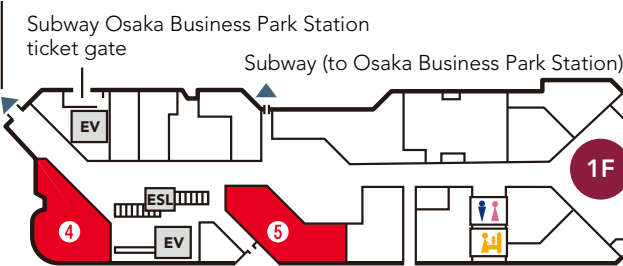 Subway Osaka Business Park Station
ticket gate
Subway (to Osaka Business Park Station)
EV
1F
ESL
4
5
EV